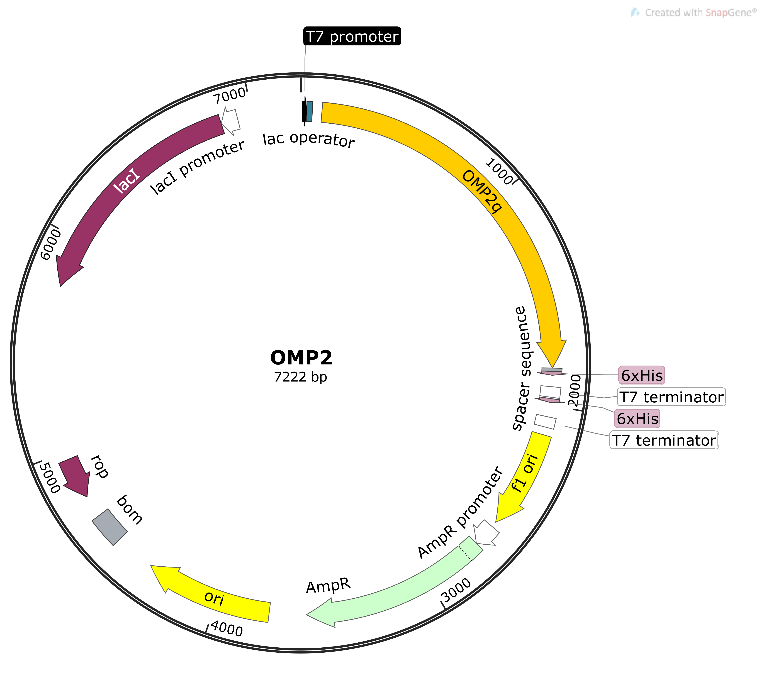 Created with SnapGene®
T7 promoter
7000
lac operator
lacI promoter
lacI
1000
OMP2q
6000
OMP2
7222 bp
spacer sequence
6xHis
2000
T7 terminator
6xHis
T7 terminator
f1 ori
AmpR promoter
5000
rop
bom
AmpR
3000
ori
4000